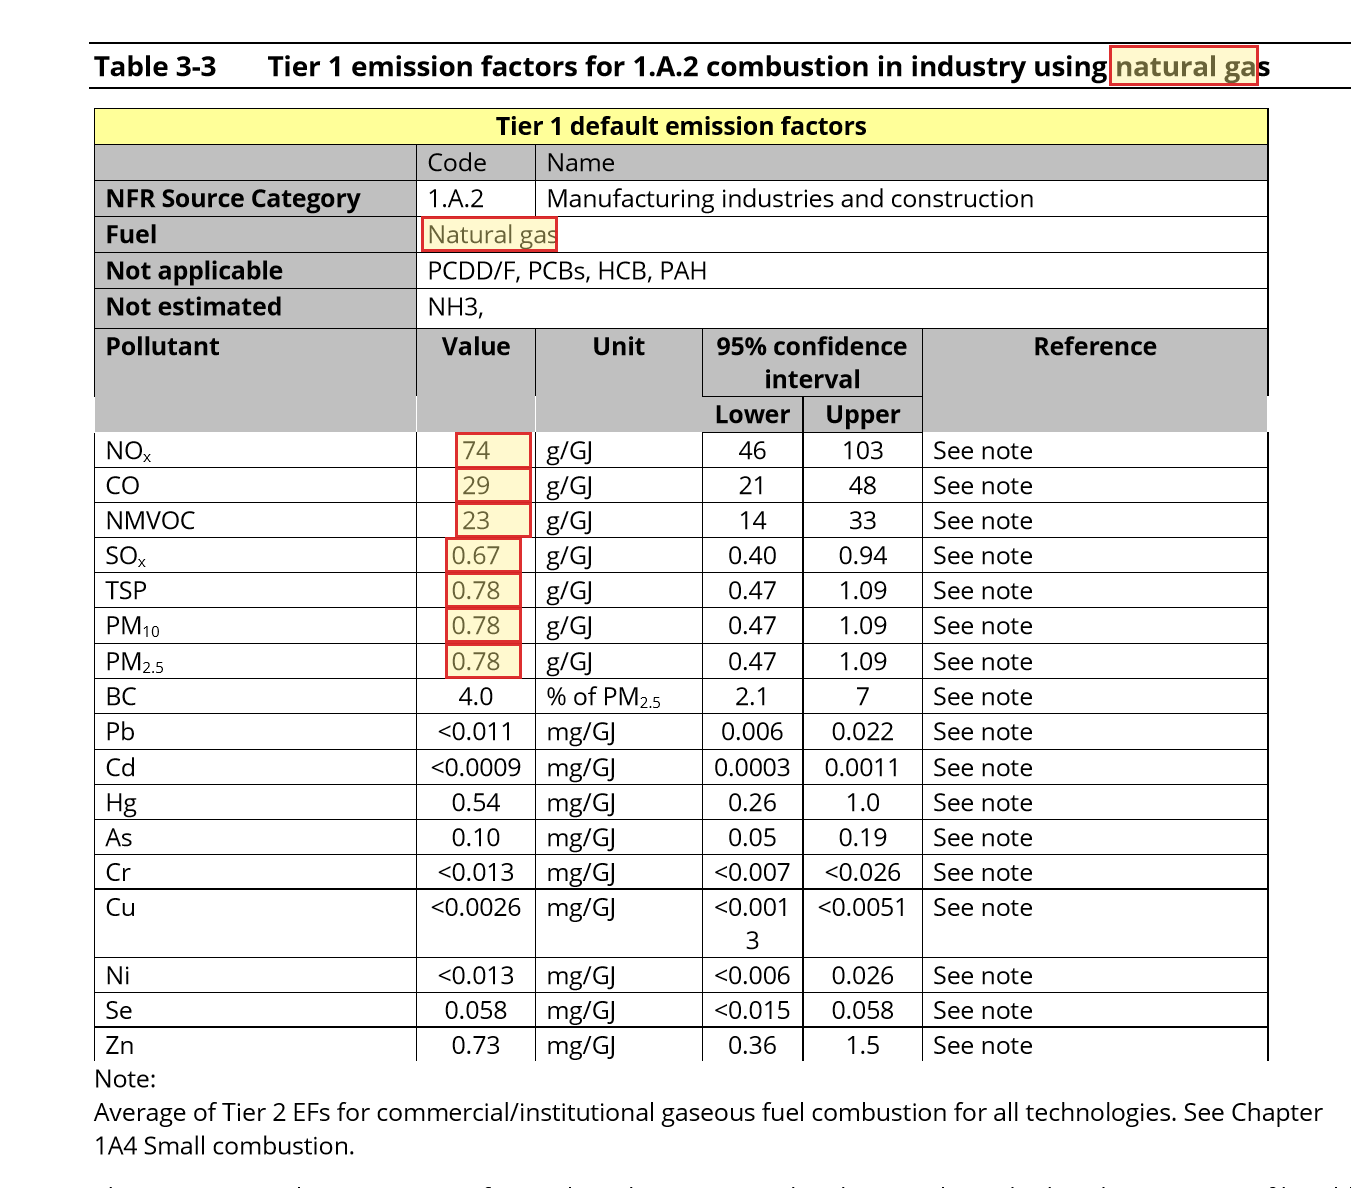 Table 3-3 Tier 1 emission factors for 1.A.2 combustion in industry using natural gas
Tier 1 default emission factors
Code Name
NFR Source Category 1.A.2 Manufacturing industries and construction
Fuel Natural gas
Not applicable PCDD/F, PCBs, HCB, PAH
Not estimated NH3,
Pollutant Value Unit 95% confidence interval Reference
Lower Upper
NOx 74 g/GJ 46 103 See note
CO 29 g/GJ 21 48 See note
NMVOC 23 g/GJ 14 33 See note
SOx 0.67 g/GJ 0.40 0.94 See note
TSP 0.78 g/GJ 0.47 1.09 See note
PM10 0.78 g/GJ 0.47 1.09 See note
PM2.5 0.78 g/GJ 0.47 1.09 See note
BC 4.0 % of PM2.5 2.1 7 See note
Pb <0.011 mg/GJ 0.006 0.022 See note
Cd <0.0009 mg/GJ 0.0003 0.0011 See note
Hg 0.54 mg/GJ 0.26 1.0 See note
As 0.10 mg/GJ 0.05 0.19 See note
Cr <0.013 mg/GJ <0.007 <0.026 See note
Cu <0.0026 mg/GJ <0.0013 <0.0051 See note
Ni <0.013 mg/GJ <0.006 0.026 See note
Se 0.058 mg/GJ <0.015 0.058 See note
Zn 0.73 mg/GJ 0.36 1.5 See note
Note:
Average of Tier 2 EFs for commercial/institutional gaseous fuel combustion for all technologies. See Chapter
1A4 Small combustion.